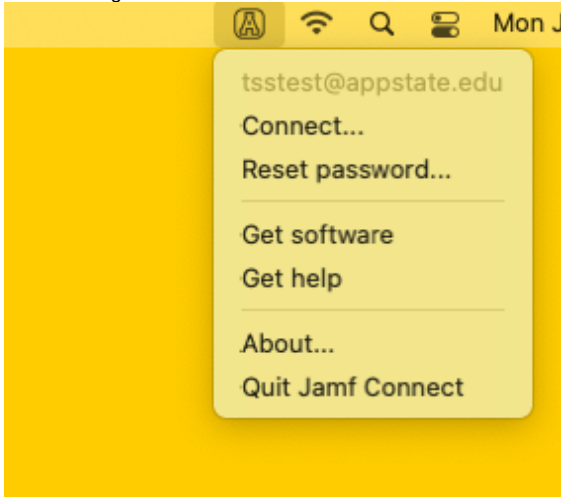 Mon J
tsstest@appstate.edu
Connect...
Reset password...
Get software
Get help
About...
Quit Jamf Connect